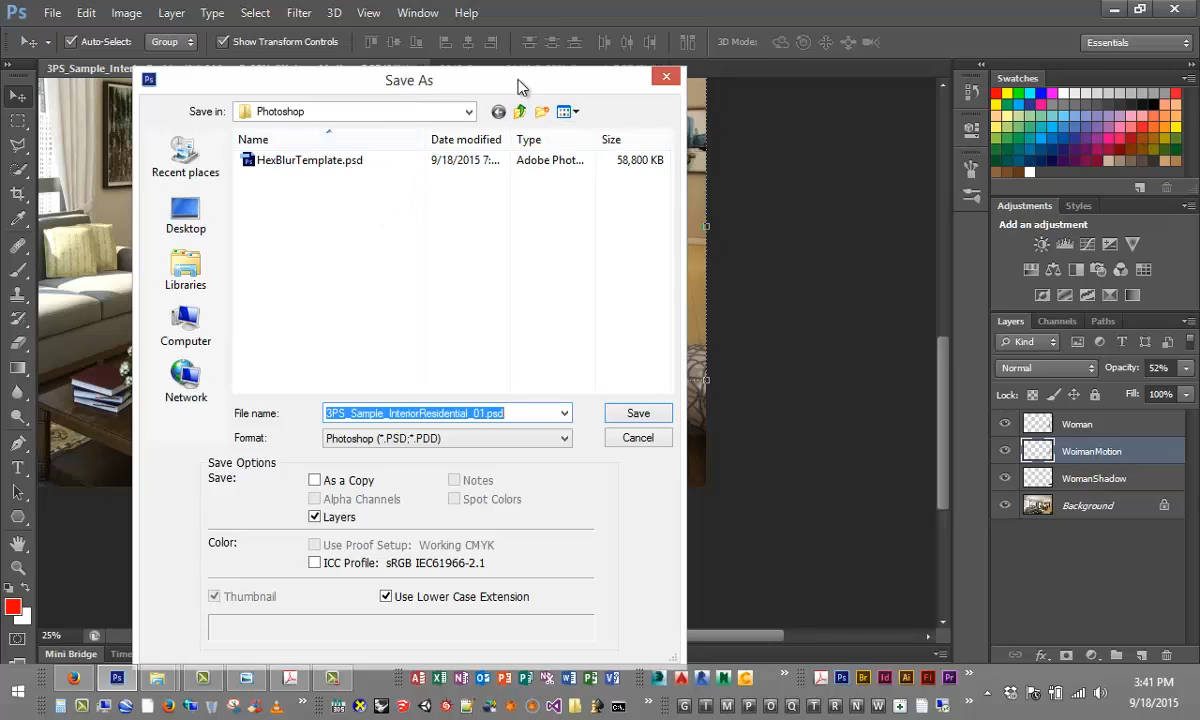 Ps File Edit Image Layer Type Select Filter 3D View Window Help
Auto-Select: Group Show Transform Controls 3D Mode: Essentials
3PS_Sample_Inter
Save As
Save in: Photoshop
Name Date modified Type Size
HexBlurTemplate.psd 9/18/2015 7:... Adobe Phot... 58,800 KB
Recent places
Desktop
Libraries
Computer
Network
File name: 3PS_Sample_InteriorResidential_01.psd Save
Format: Photoshop (*.PSD;*.PDD) Cancel
Save Options
Save: As a Copy Notes
Alpha Channels Spot Colors
Layers
Color: Use Proof Setup: Working CMYK
ICC Profile: sRGB IEC61966-2.1
Thumbnail Use Lower Case Extension
Swatches
Adjustments Styles
Add an adjustment
Layers Channels Paths
Kind
Normal Opacity: 52%
Lock: Fill: 100%
Woman
WoimanMotion
WomanShadow
Background
25%
Mini Bridge Time
3:41 PM
9/18/2015